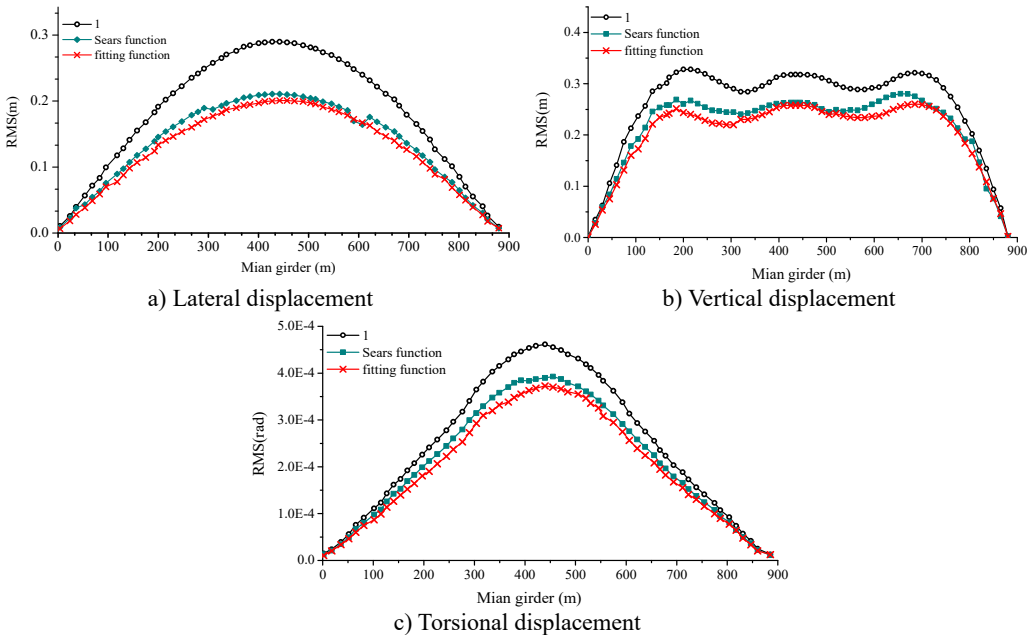 1
Sears function
fitting function
0.3
0.2
0.1
0.0
RMS(m)
0 100 200 300 400 500 600 700 800 900
Mian girder (m)
a) Lateral displacement
1
Sears function
fitting function
0.4
0.3
0.2
0.1
0.0
RMS(m)
0 100 200 300 400 500 600 700 800 900
Mian girder (m)
b) Vertical displacement
1
Sears function
fitting function
5.0E-4
4.0E-4
3.0E-4
2.0E-4
1.0E-4
0.0
RMS(rad)
0 100 200 300 400 500 600 700 800 900
Mian girder (m)
c) Torsional displacement